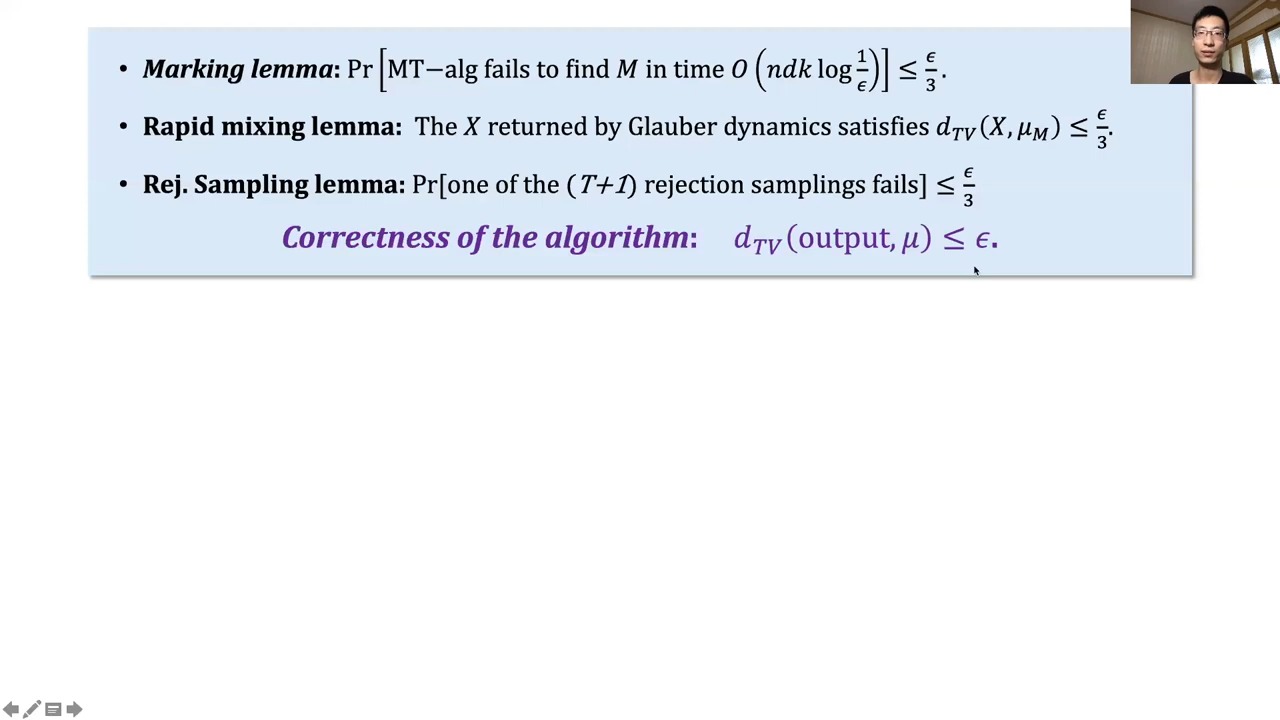 • Marking lemma: Pr[MT−alg fails to find M in time O(ndk log 1/ϵ)] ≤ ϵ/3.
• Rapid mixing lemma: The X returned by Glauber dynamics satisfies d_TV(X, μ_M) ≤ ϵ/3.
• Rej. Sampling lemma: Pr[one of the (T+1) rejection samplings fails] ≤ ϵ/3
Correctness of the algorithm: d_TV(output, μ) ≤ ϵ.